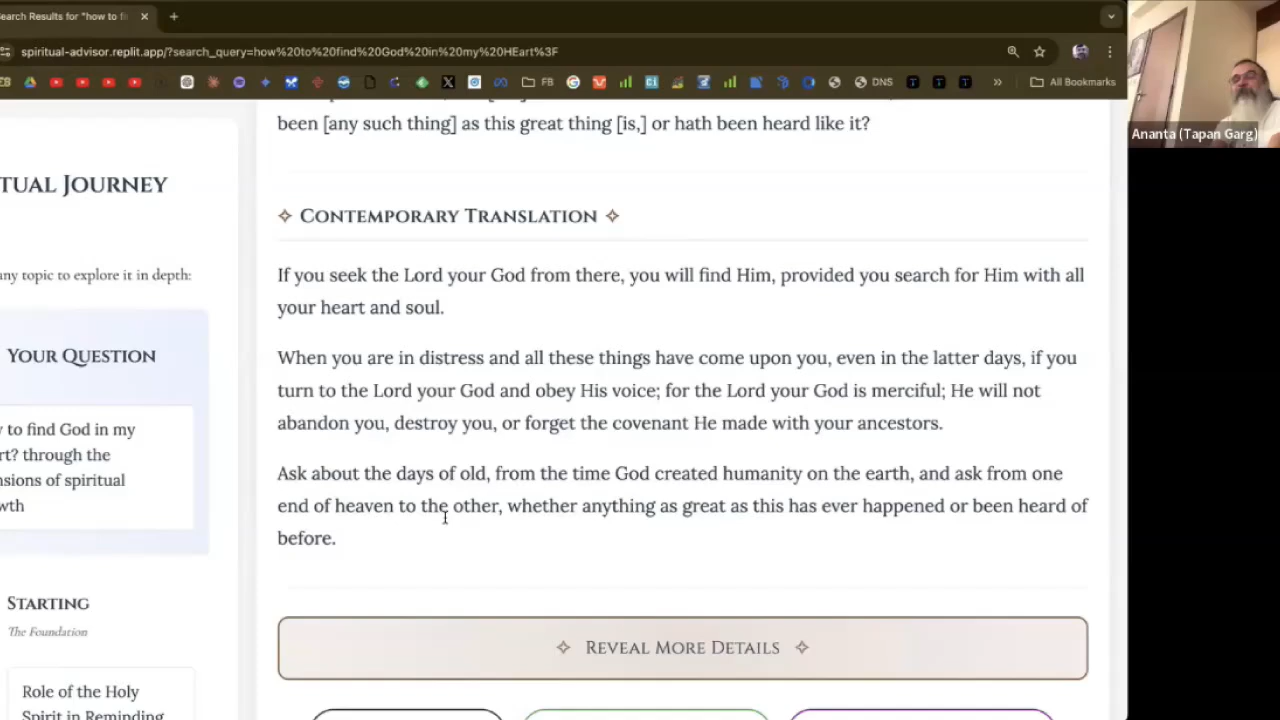 earch Results for "how to fi
spiritual-advisor.replit.app/?search_query=how%20to%20find%20God%20in%20my%20HEart%3F
FB
DNS
All Bookmarks
Ananta (Tapan Garg)
been [any such thing] as this great thing [is,] or hath been heard like it?
TUAL JOURNEY
any topic to explore it in depth:
YOUR QUESTION
to find God in my
rt? through the
nsions of spiritual
wth
STARTING
The Foundation
Role of the Holy
Spirit in Reminding
CONTEMPORARY TRANSLATION
If you seek the Lord your God from there, you will find Him, provided you search for Him with all
your heart and soul.
When you are in distress and all these things have come upon you, even in the latter days, if you
turn to the Lord your God and obey His voice; for the Lord your God is merciful; He will not
abandon you, destroy you, or forget the covenant He made with your ancestors.
Ask about the days of old, from the time God created humanity on the earth, and ask from one
end of heaven to the other, whether anything as great as this has ever happened or been heard of
before.
REVEAL MORE DETAILS